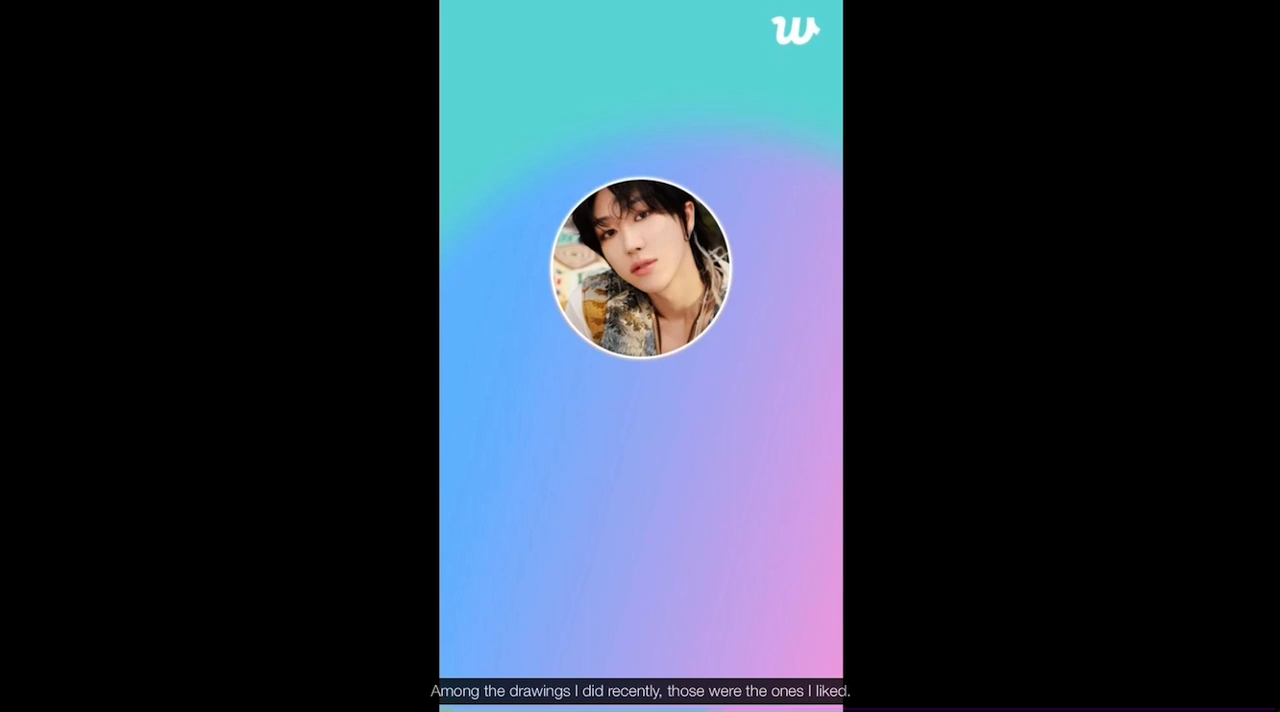 w
Among the drawings I did recently, those were the ones I liked.